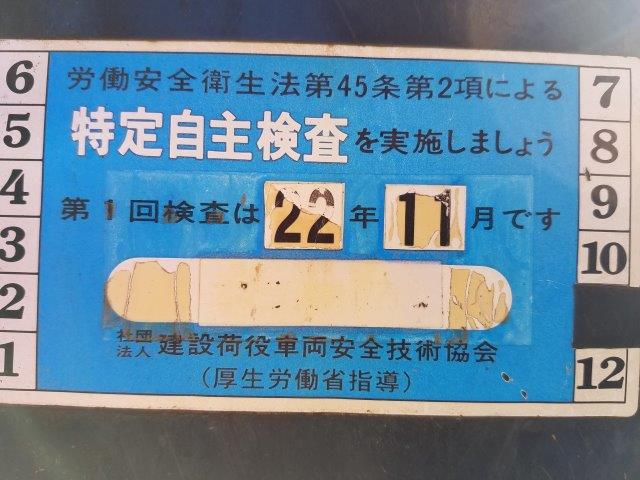 労働安全衛生法第45条第2項による
特定自主検査を実施しましょう
第1回検査は22年11月です
社団法人 建設荷役車両安全技術協会
(厚生労働省指導)
6
5
4
3
2
1
7
8
9
10
12